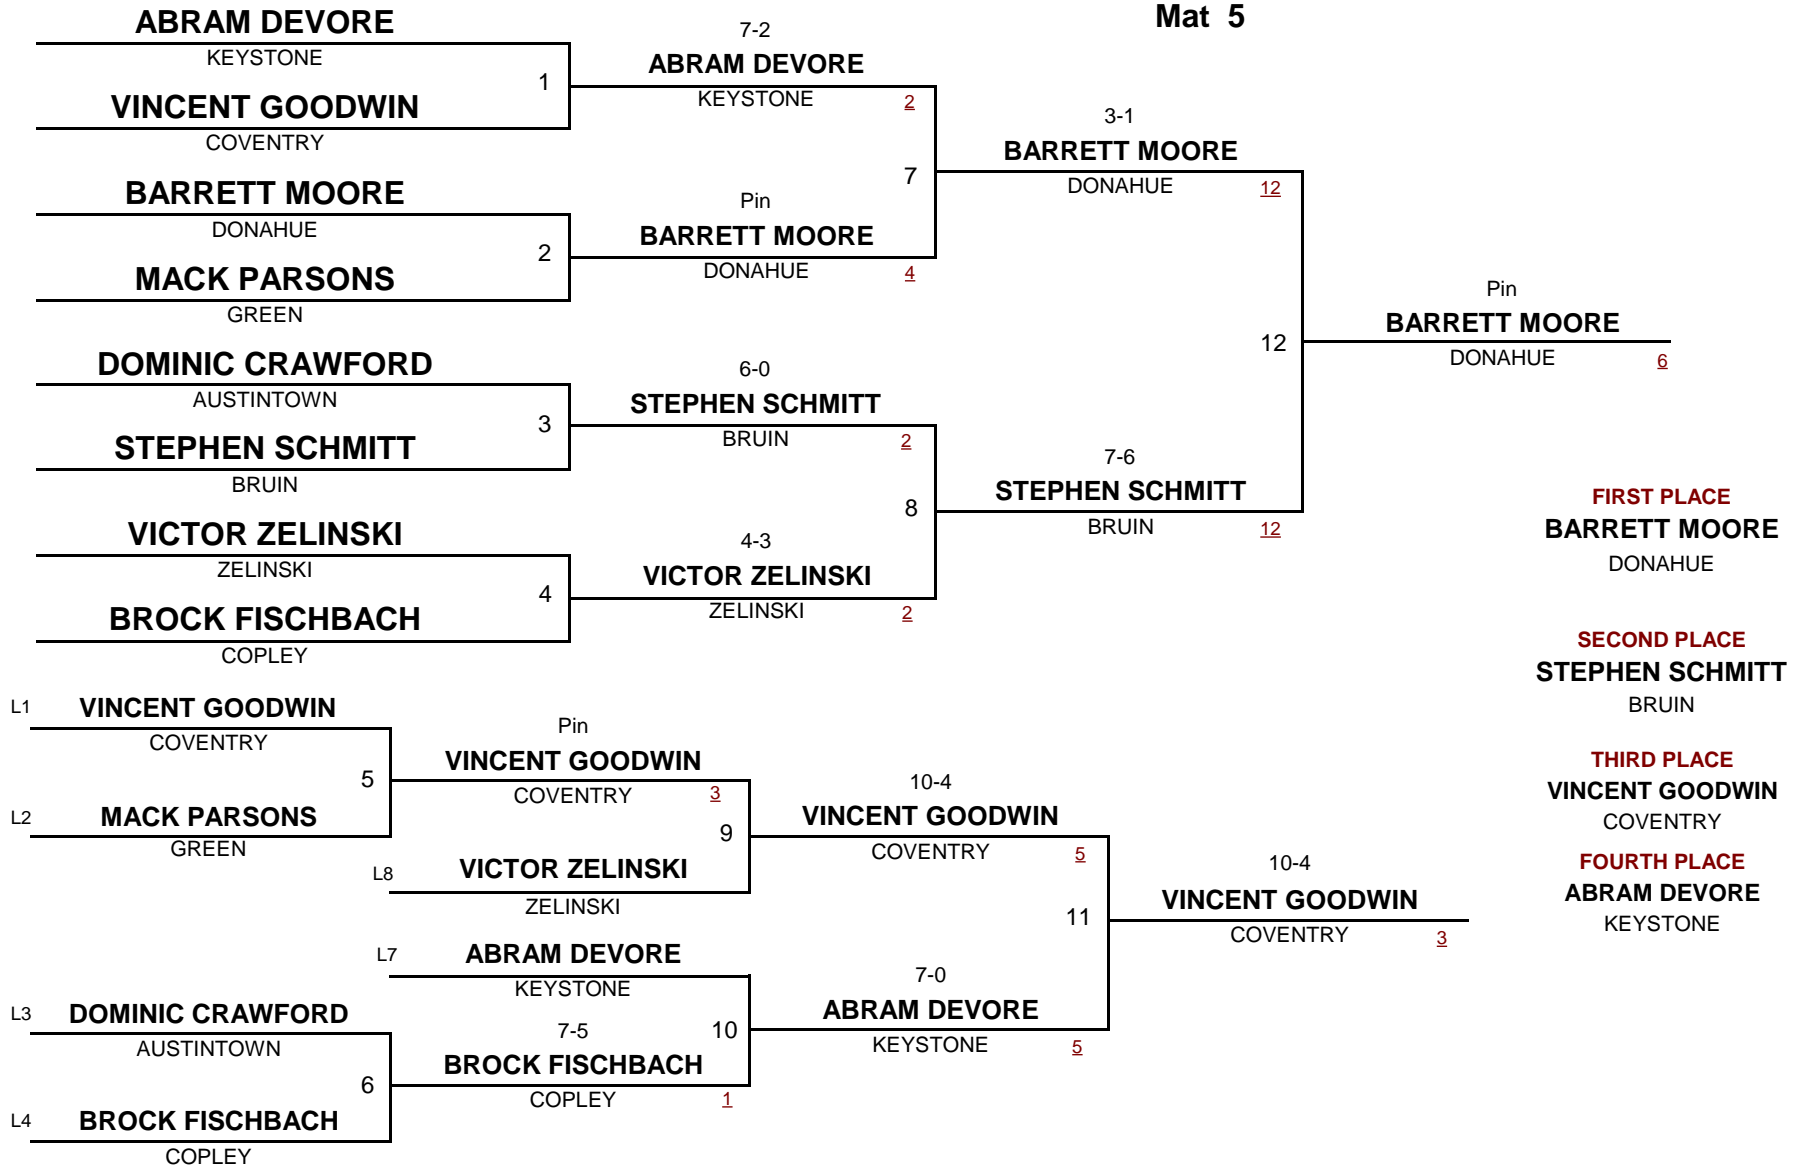 Mat 5
ABRAM DEVORE
KEYSTONE
1
VINCENT GOODWIN
COVENTRY
BARRETT MOORE
DONAHUE
2
MACK PARSONS
GREEN
DOMINIC CRAWFORD
AUSTINTOWN
3
STEPHEN SCHMITT
BRUIN
VICTOR ZELINSKI
ZELINSKI
4
BROCK FISCHBACH
COPLEY
7-2
ABRAM DEVORE
KEYSTONE 2
7
Pin
BARRETT MOORE
DONAHUE 4
6-0
STEPHEN SCHMITT
BRUIN 2
8
4-3
VICTOR ZELINSKI
ZELINSKI 2
3-1
BARRETT MOORE
DONAHUE 12
12
7-6
STEPHEN SCHMITT
BRUIN 12
Pin
BARRETT MOORE
DONAHUE 6
L1 VINCENT GOODWIN
COVENTRY
5
L2 MACK PARSONS
GREEN
Pin
VINCENT GOODWIN
COVENTRY 3
9
L8 VICTOR ZELINSKI
ZELINSKI
L7 ABRAM DEVORE
KEYSTONE
10
L3 DOMINIC CRAWFORD
AUSTINTOWN
6
L4 BROCK FISCHBACH
COPLEY
7-5
BROCK FISCHBACH
COPLEY 1
10-4
VINCENT GOODWIN
COVENTRY 5
11
7-0
ABRAM DEVORE
KEYSTONE 5
10-4
VINCENT GOODWIN
COVENTRY 3
FIRST PLACE
BARRETT MOORE
DONAHUE
SECOND PLACE
STEPHEN SCHMITT
BRUIN
THIRD PLACE
VINCENT GOODWIN
COVENTRY
FOURTH PLACE
ABRAM DEVORE
KEYSTONE